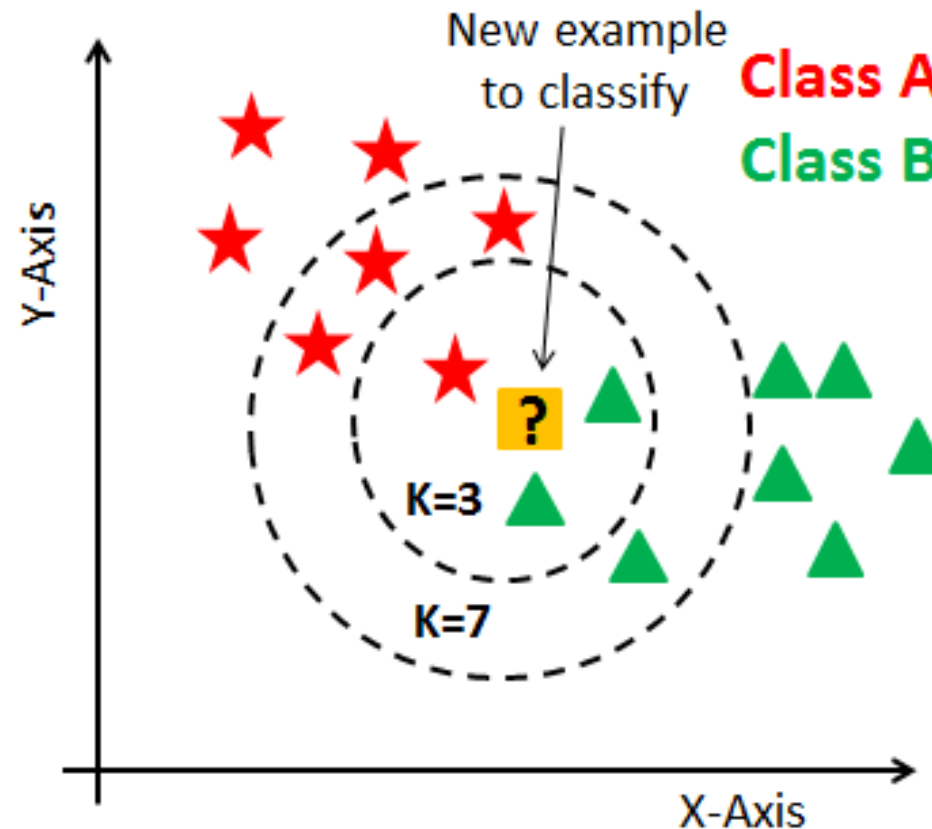 New example
to classify
Class A
Class B
Y-Axis
?
K=3
K=7
X-Axis